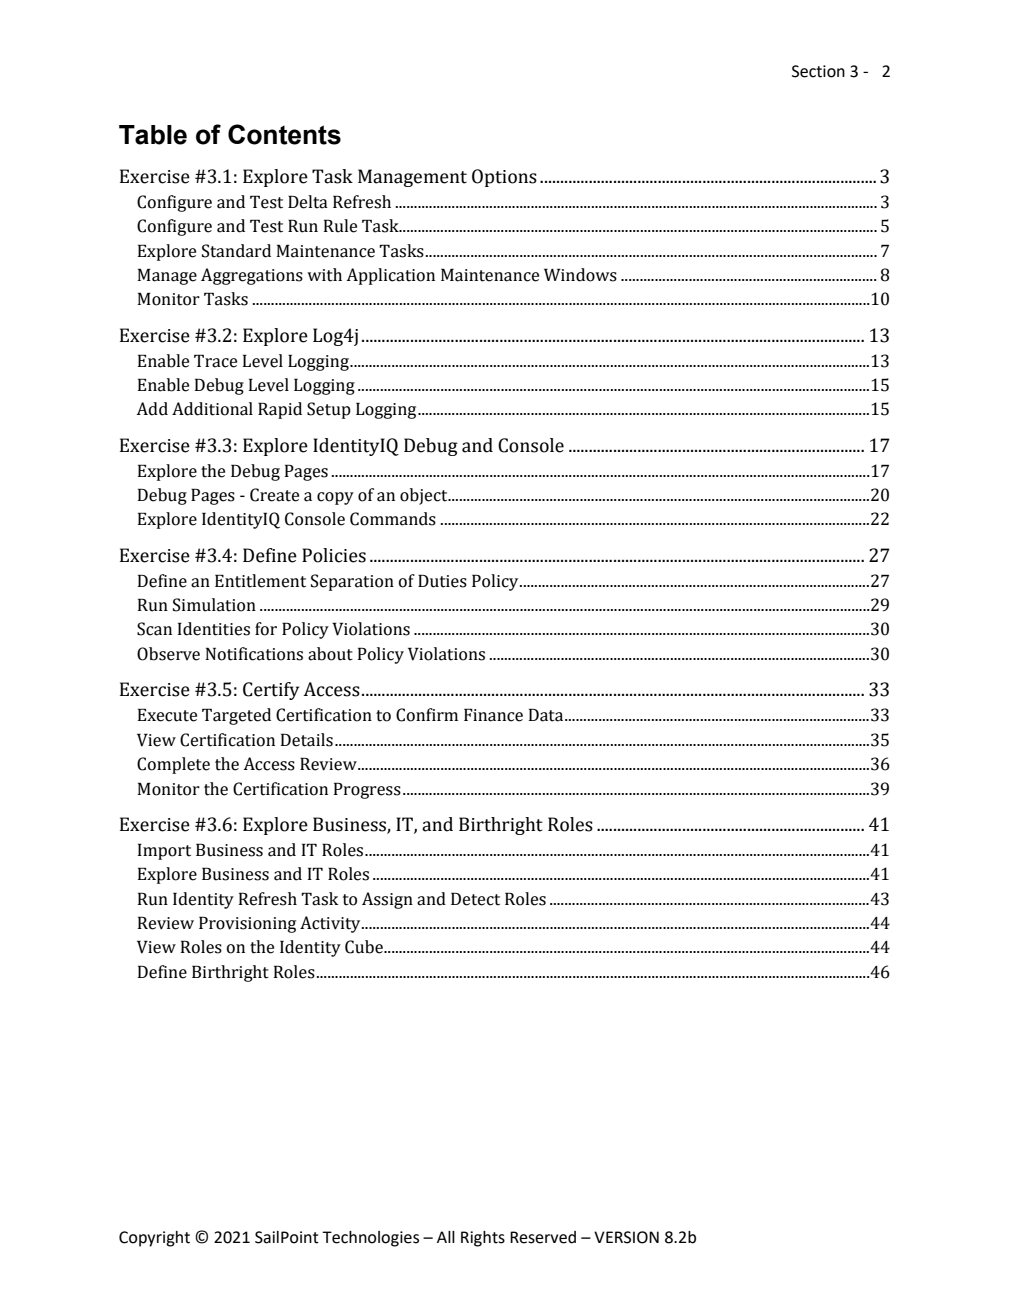 Section 3 - 2
Table of Contents
Exercise #3.1: Explore Task Management Options 3
Configure and Test Delta Refresh 3
Configure and Test Run Rule Task 5
Explore Standard Maintenance Tasks 7
Manage Aggregations with Application Maintenance Windows 8
Monitor Tasks 10
Exercise #3.2: Explore Log4j 13
Enable Trace Level Logging 13
Enable Debug Level Logging 15
Add Additional Rapid Setup Logging 15
Exercise #3.3: Explore IdentityIQ Debug and Console 17
Explore the Debug Pages 17
Debug Pages - Create a copy of an object 20
Explore IdentityIQ Console Commands 22
Exercise #3.4: Define Policies 27
Define an Entitlement Separation of Duties Policy 27
Run Simulation 29
Scan Identities for Policy Violations 30
Observe Notifications about Policy Violations 30
Exercise #3.5: Certify Access 33
Execute Targeted Certification to Confirm Finance Data 33
View Certification Details 35
Complete the Access Review 36
Monitor the Certification Progress 39
Exercise #3.6: Explore Business, IT, and Birthright Roles 41
Import Business and IT Roles 41
Explore Business and IT Roles 41
Run Identity Refresh Task to Assign and Detect Roles 43
Review Provisioning Activity 44
View Roles on the Identity Cube 44
Define Birthright Roles 46
Copyright © 2021 SailPoint Technologies – All Rights Reserved – VERSION 8.2b